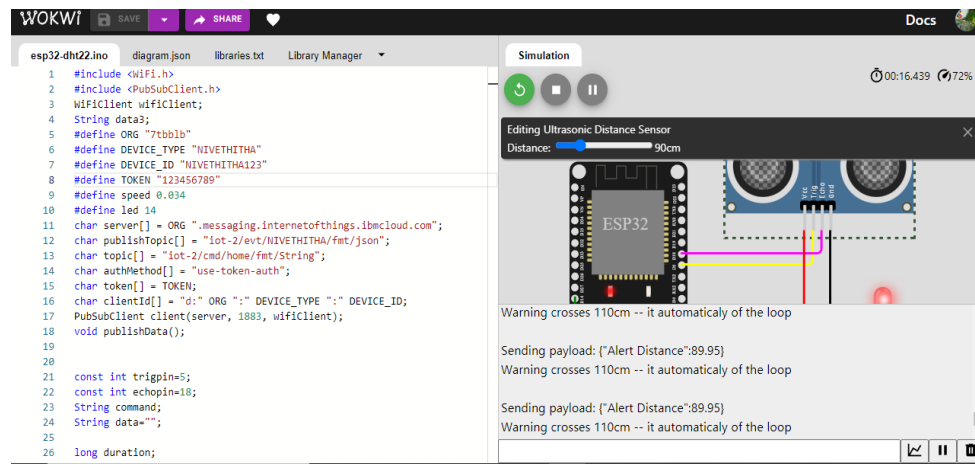 WOKWI SAVE SHARE Docs
esp32-dht22.ino diagram.json libraries.txt Library Manager
1 #include <WiFi.h>
2 #include <PubSubClient.h>
3 WiFiClient wifiClient;
4 String data3;
5 #define ORG "7tbblb"
6 #define DEVICE_TYPE "NIVETHITHA"
7 #define DEVICE_ID "NIVETHITHA123"
8 #define TOKEN "123456789"
9 #define speed 0.034
10 #define led 14
11 char server[] = ORG ".messaging.internetofthings.ibmcloud.com";
12 char publishTopic[] = "iot-2/evt/NIVETHITHA/fmt/json";
13 char topic[] = "iot-2/cmd/home/fmt/String";
14 char authMethod[] = "use-token-auth";
15 char token[] = TOKEN;
16 char clientId[] = "d:" ORG ":" DEVICE_TYPE ":" DEVICE_ID;
17 PubSubClient client(server, 1883, wifiClient);
18 void publishData();
19
20
21 const int trigpin=5;
22 const int echopin=18;
23 String command;
24 String data="";
25
26 long duration;
Simulation
00:16.439 72%
Editing Ultrasonic Distance Sensor
Distance: 90cm
ESP32
Vcc
Trig
Echo
Gnd
Warning crosses 110cm -- it automaticaly of the loop
Sending payload: {"Alert Distance":89.95}
Warning crosses 110cm -- it automaticaly of the loop
Sending payload: {"Alert Distance":89.95}
Warning crosses 110cm -- it automaticaly of the loop